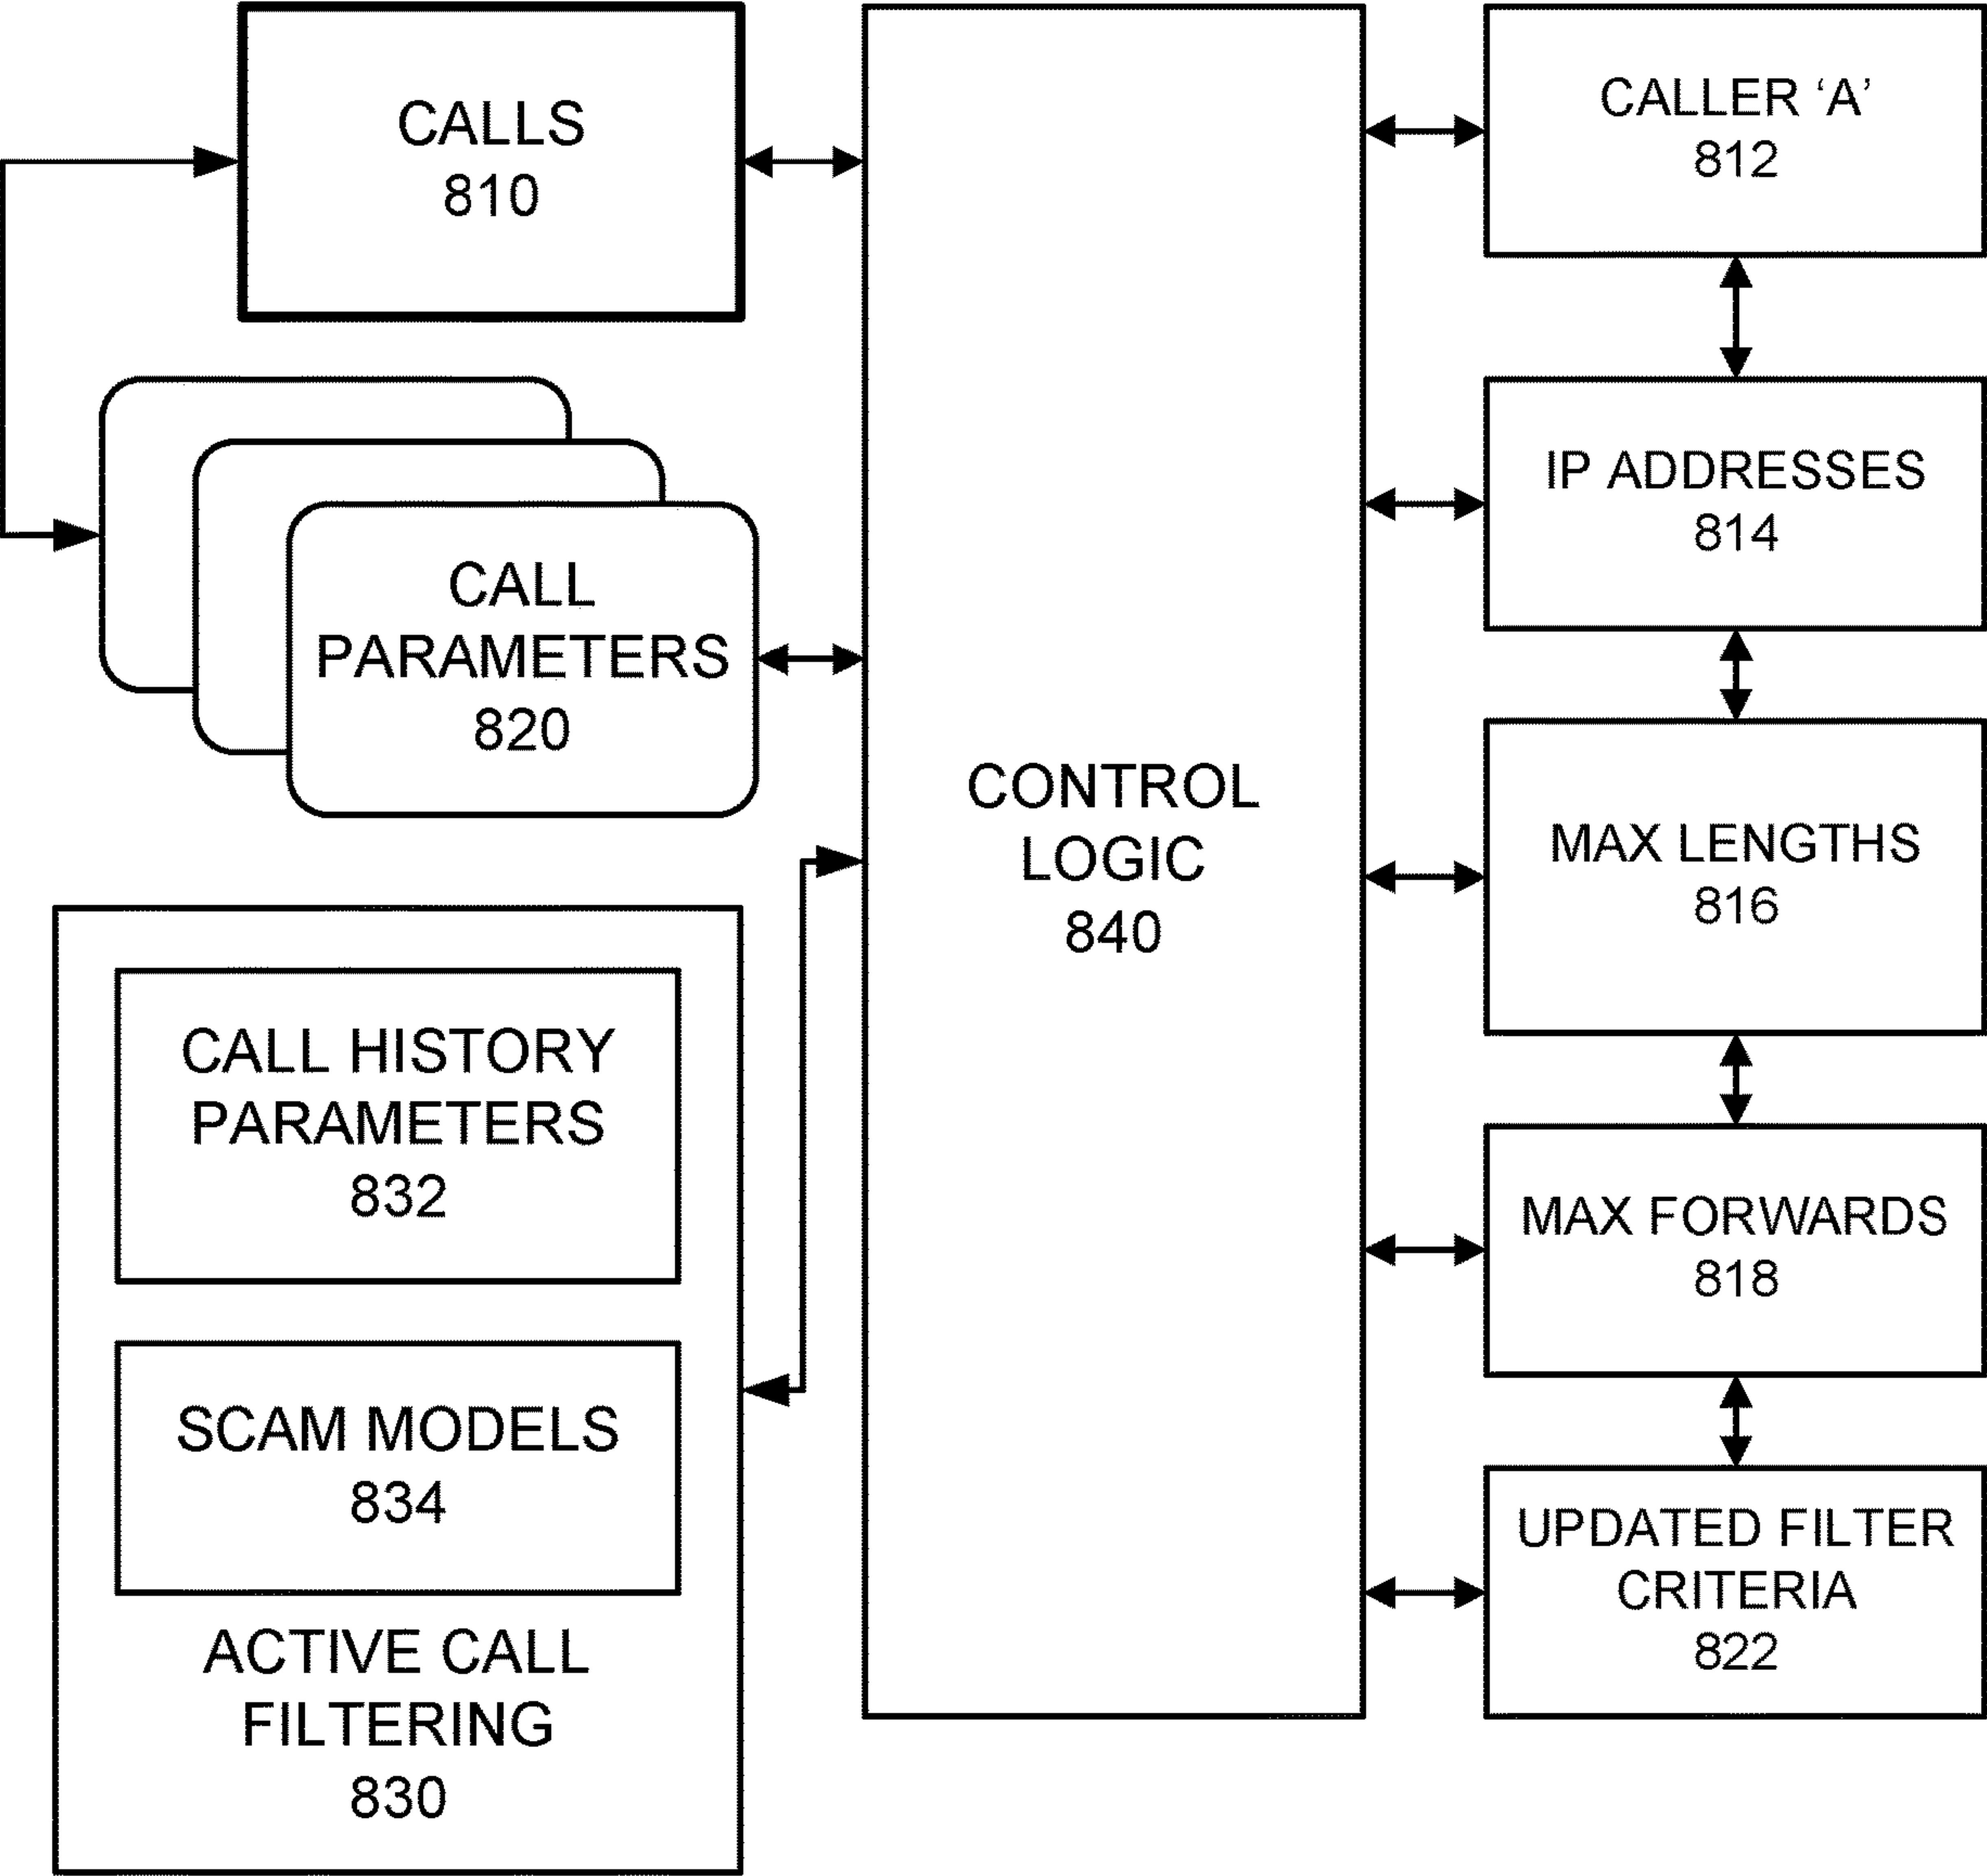 CALLS
810
CALL
PARAMETERS
820
CALL HISTORY
PARAMETERS
832
SCAM MODELS
834
ACTIVE CALL
FILTERING
830
CONTROL
LOGIC
840
CALLER ‘A’
812
IP ADDRESSES
814
MAX LENGTHS
816
MAX FORWARDS
818
UPDATED FILTER
CRITERIA
822